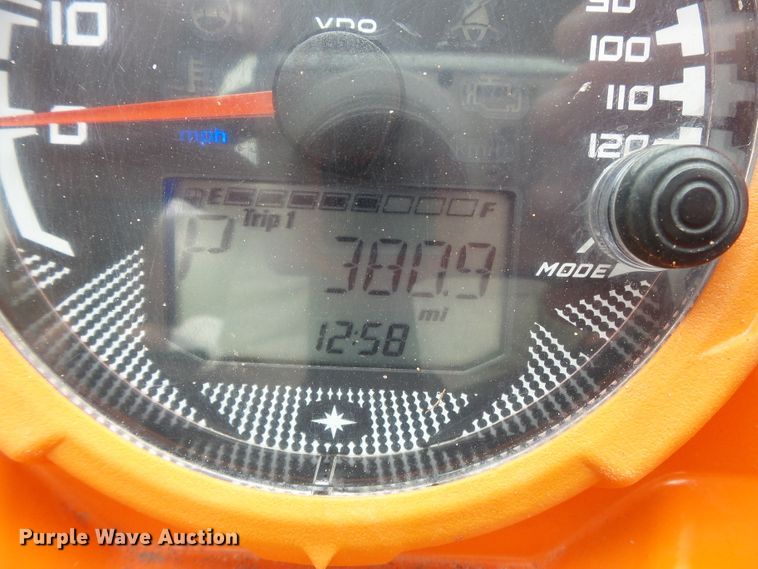 10
VDO
90
100
110
120
0
mph
km/h
E F
Trip 1
P 380.9
mi
MODE
12:58
Purple Wave Auction